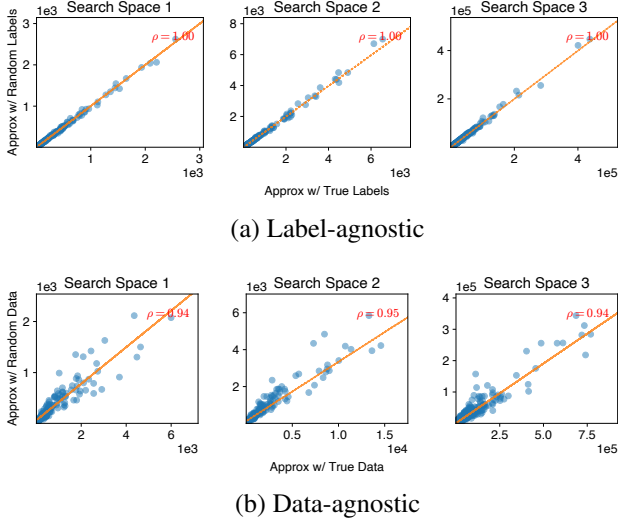 Search Space 1
Search Space 2
Search Space 3
1e3
1e3
1e5
Approx w/ Random Labels
3
2
1
ρ = 1.00
1
2
3
1e3
8
6
4
2
ρ = 1.00
2
4
6
1e3
4
2
ρ = 1.00
2
4
1e5
Approx w/ True Labels
(a) Label-agnostic
Search Space 1
Search Space 2
Search Space 3
1e3
1e3
1e5
Approx w/ Random Data
2
1
ρ = 0.94
2
4
6
1e3
6
4
2
ρ = 0.95
0.5
1.0
1.5
1e4
4
3
2
1
ρ = 0.94
2.5
5.0
7.5
1e5
Approx w/ True Data
(b) Data-agnostic